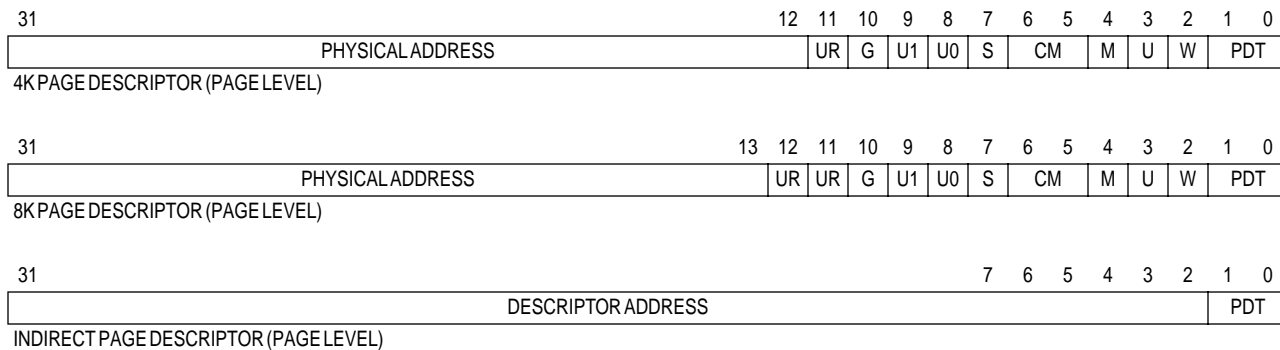 31 12 11 10 9 8 7 6 5 4 3 2 1 0
PHYSICAL ADDRESS UR G U1 U0 S CM M U W PDT
4K PAGE DESCRIPTOR (PAGE LEVEL)
31 13 12 11 10 9 8 7 6 5 4 3 2 1 0
PHYSICAL ADDRESS UR UR G U1 U0 S CM M U W PDT
8K PAGE DESCRIPTOR (PAGE LEVEL)
31 7 6 5 4 3 2 1 0
DESCRIPTOR ADDRESS PDT
INDIRECT PAGE DESCRIPTOR (PAGE LEVEL)